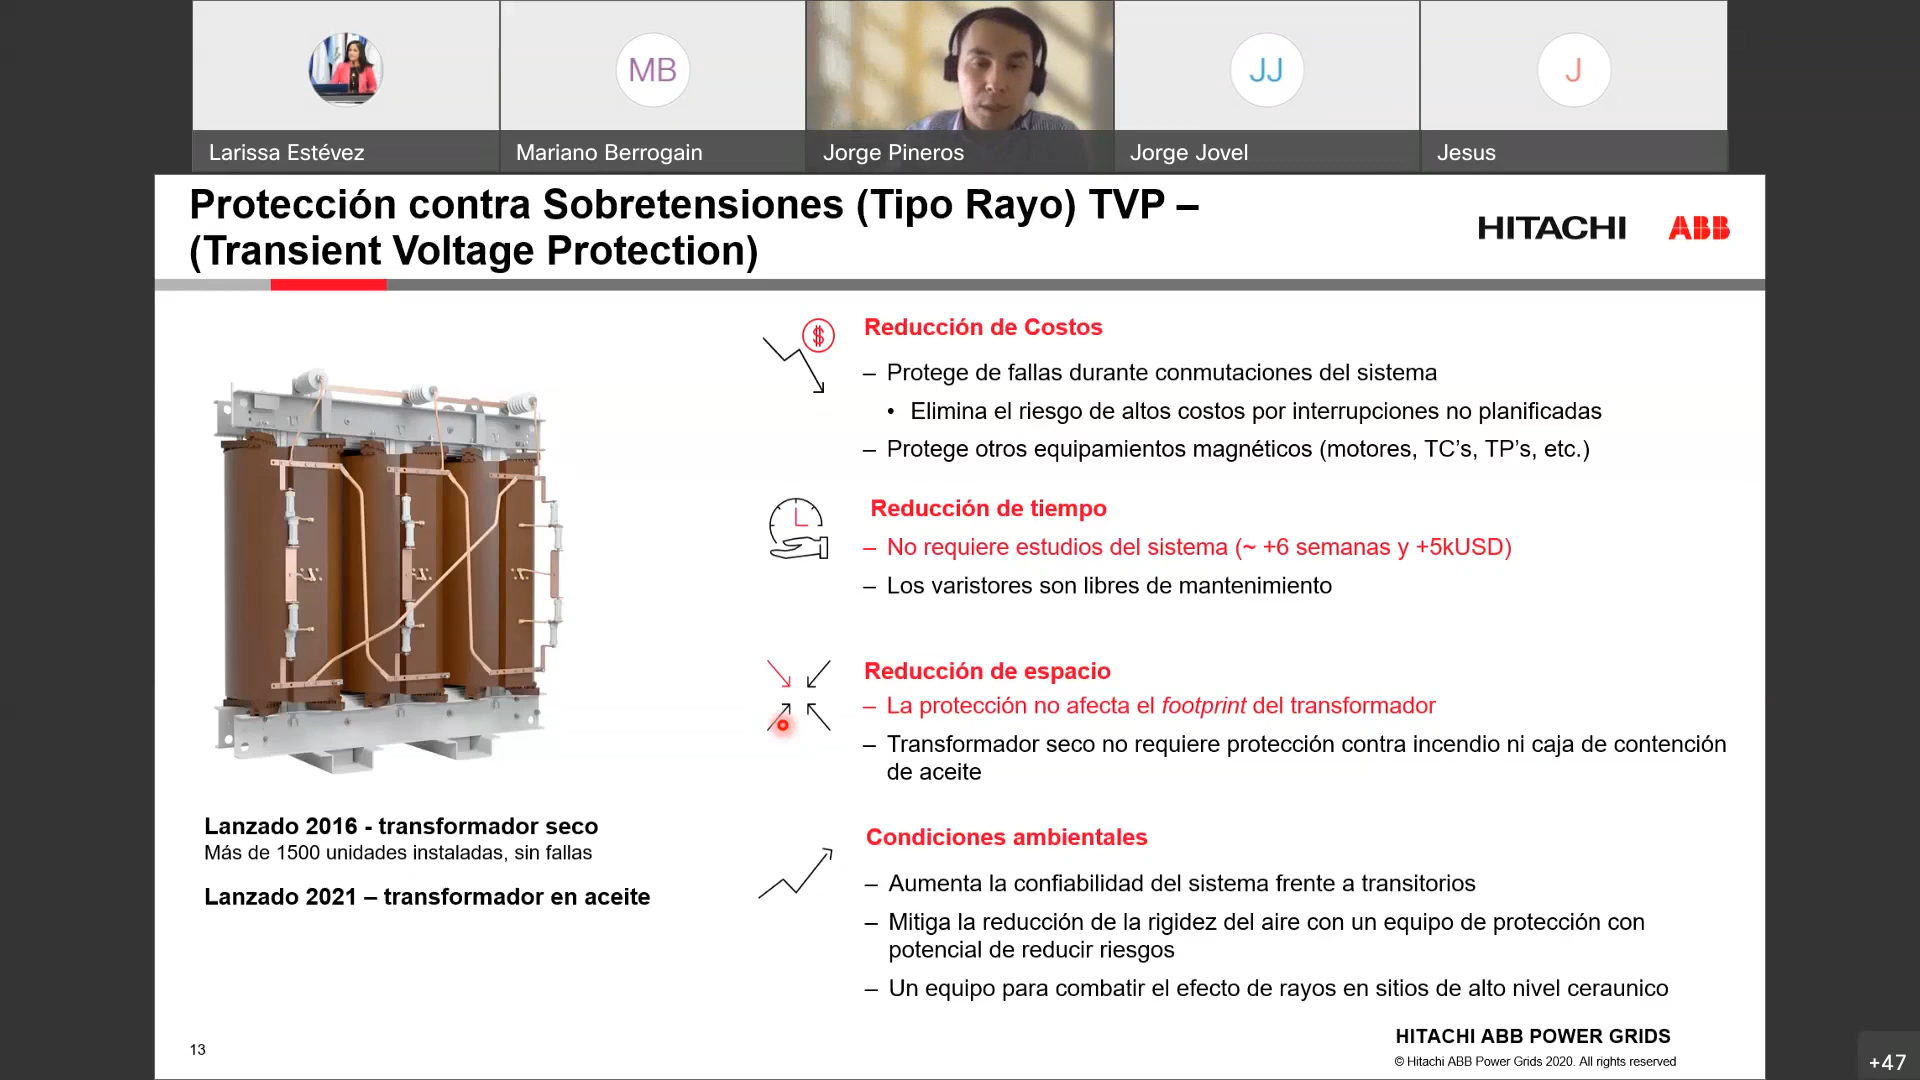 MB
JJ
J
Larissa Estévez
Mariano Berrogain
Jorge Pineros
Jorge Jovel
Jesus
Protección contra Sobretensiones (Tipo Rayo) TVP –
(Transient Voltage Protection)
HITACHI ABB
$
Reducción de Costos
– Protege de fallas durante conmutaciones del sistema
• Elimina el riesgo de altos costos por interrupciones no planificadas
– Protege otros equipamientos magnéticos (motores, TC’s, TP’s, etc.)
Reducción de tiempo
– No requiere estudios del sistema (~ +6 semanas y +5kUSD)
– Los varistores son libres de mantenimiento
Reducción de espacio
– La protección no afecta el footprint del transformador
– Transformador seco no requiere protección contra incendio ni caja de contención
de aceite
Lanzado 2016 - transformador seco
Más de 1500 unidades instaladas, sin fallas
Lanzado 2021 – transformador en aceite
Condiciones ambientales
– Aumenta la confiabilidad del sistema frente a transitorios
– Mitiga la reducción de la rigidez del aire con un equipo de protección con
potencial de reducir riesgos
– Un equipo para combatir el efecto de rayos en sitios de alto nivel ceraunico
13
HITACHI ABB POWER GRIDS
© Hitachi ABB Power Grids 2020. All rights reserved
+47